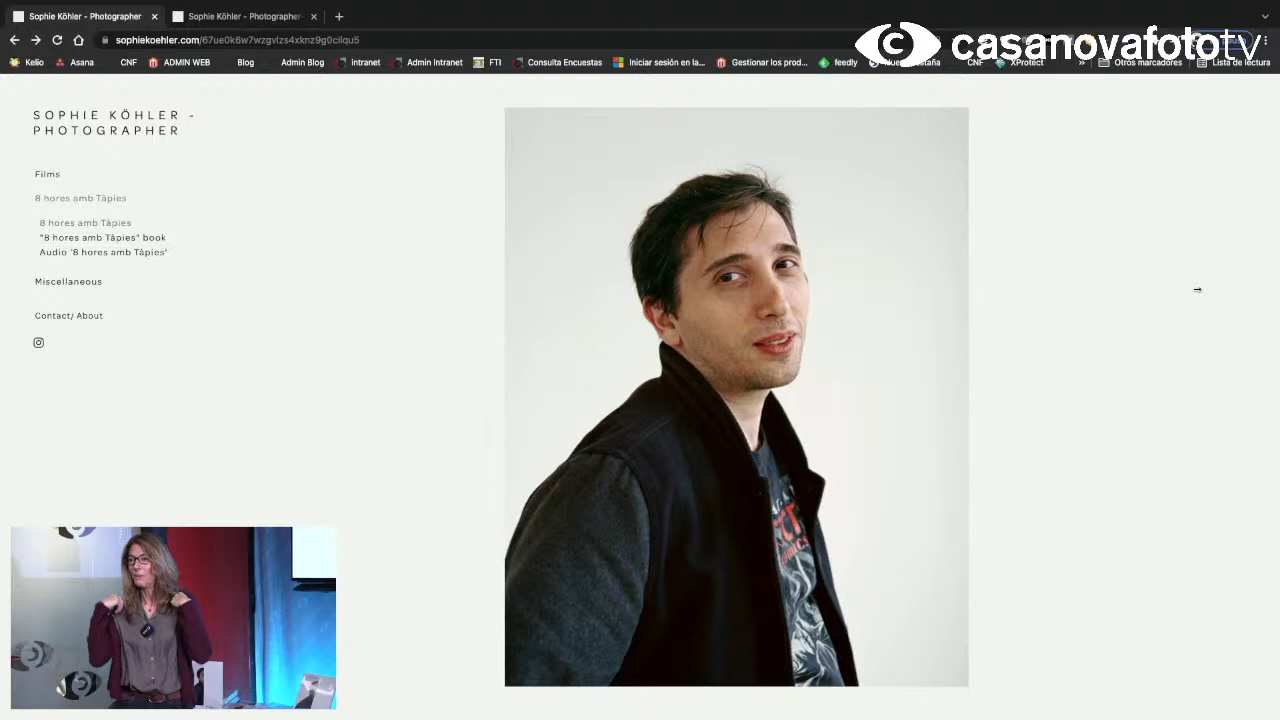 Sophie Köhler - Photographer
Sophie Köhler - Photographer
sophiekoehler.com/67ue0k6w7wzgvlzs4xknz9g0cilqu5
casanovafototv
Kelio
Asana
CNF
ADMIN WEB
Blog
Admin Blog
intranet
Admin Intranet
FTI
Consulta Encuestas
Iniciar sesión en la...
Gestionar los prod...
feedly
CNF
XProtect
Otros marcadores
Lista de lectura
SOPHIE KÖHLER -
PHOTOGRAPHER
Films
8 hores amb Tàpies
8 hores amb Tàpies
"8 hores amb Tàpies" book
Audio '8 hores amb Tàpies'
Miscellaneous
Contact/ About